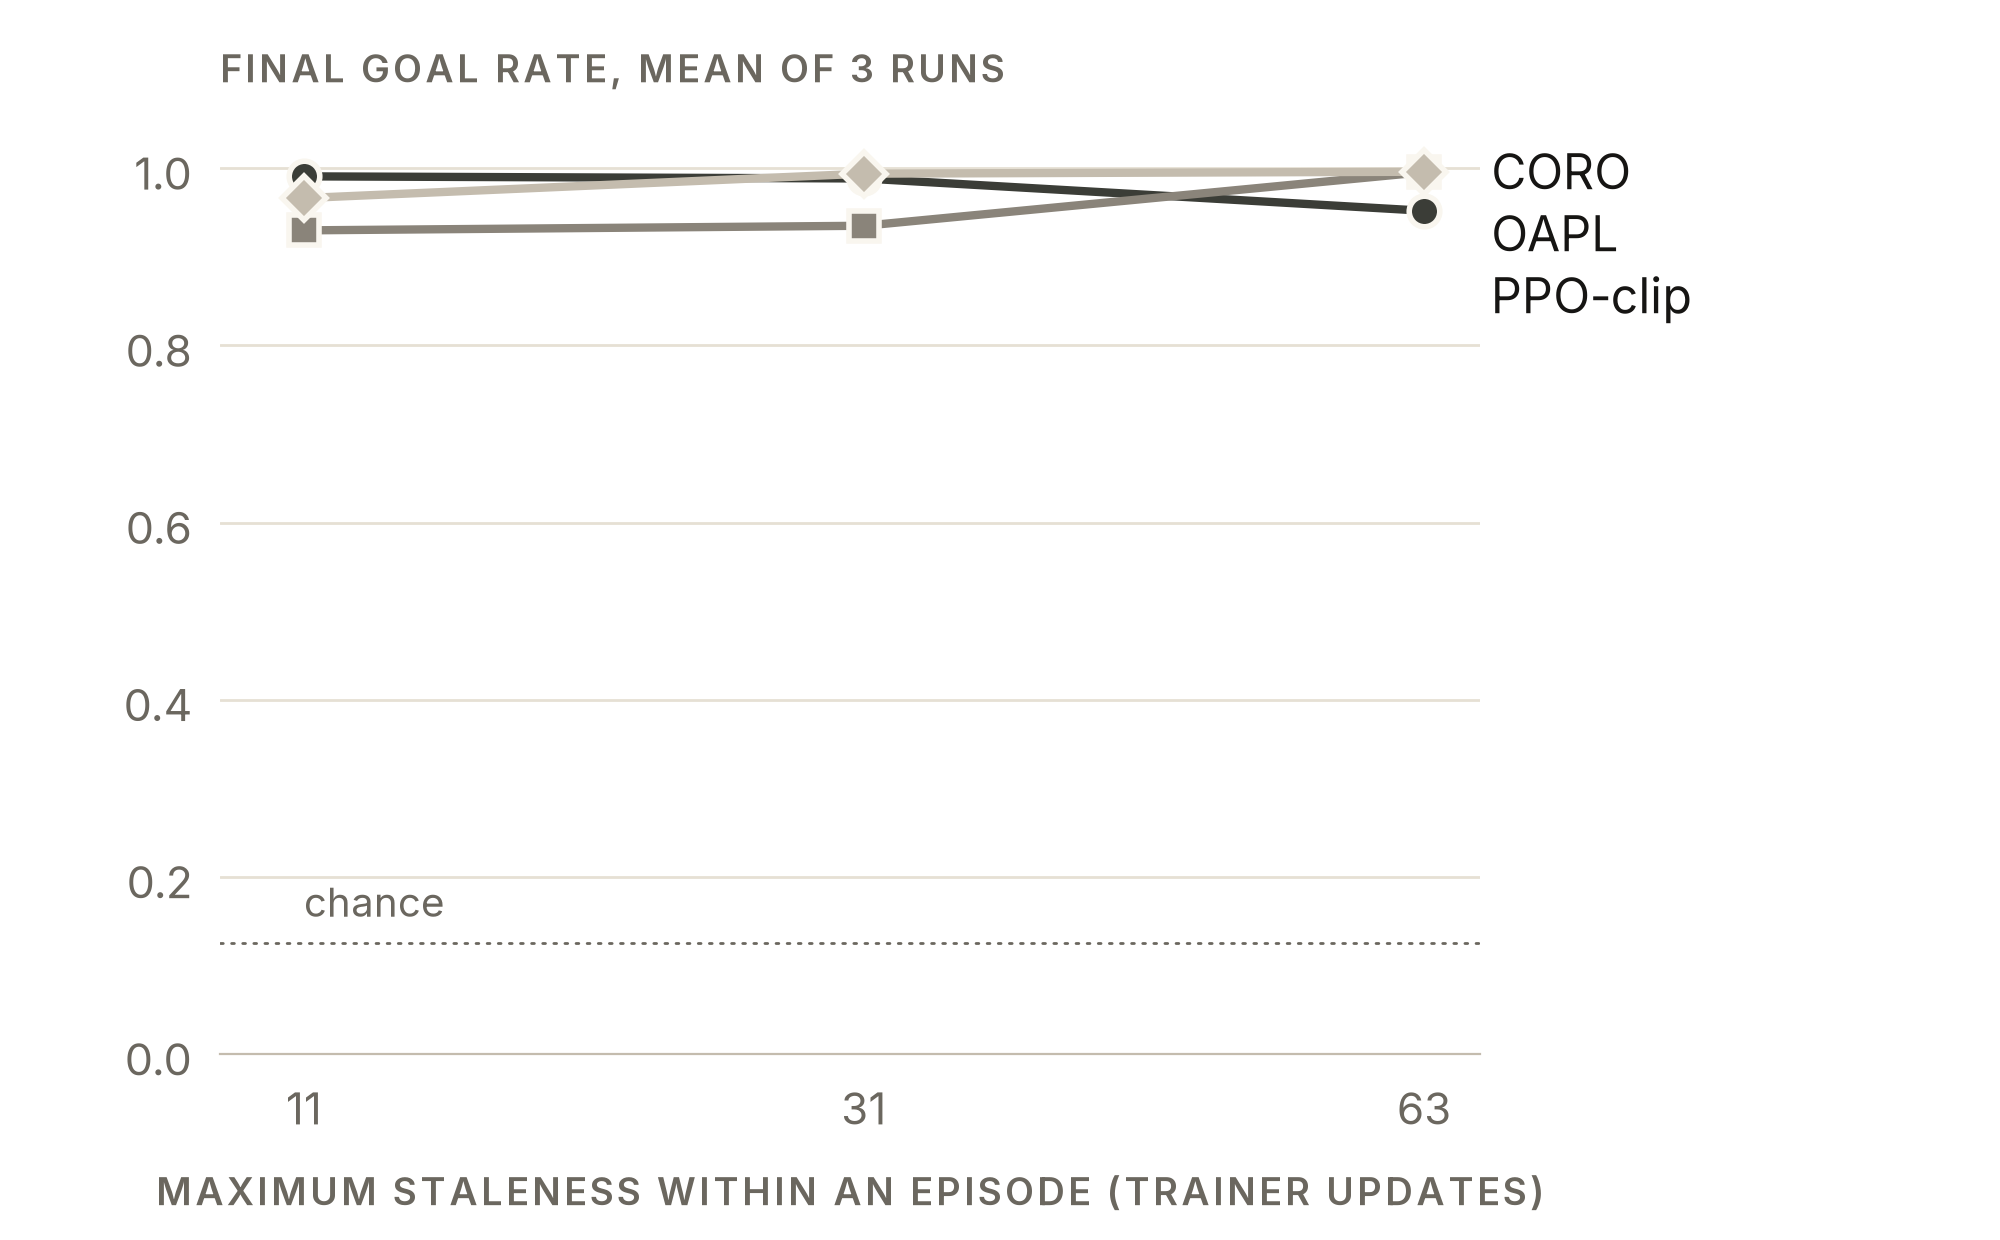 FINAL GOAL RATE, MEAN OF 3 RUNS
1.0
CORO
OAPL
PPO-clip
0.8
0.6
0.4
0.2
chance
0.0
11 31 63
MAXIMUM STALENESS WITHIN AN EPISODE (TRAINER UPDATES)